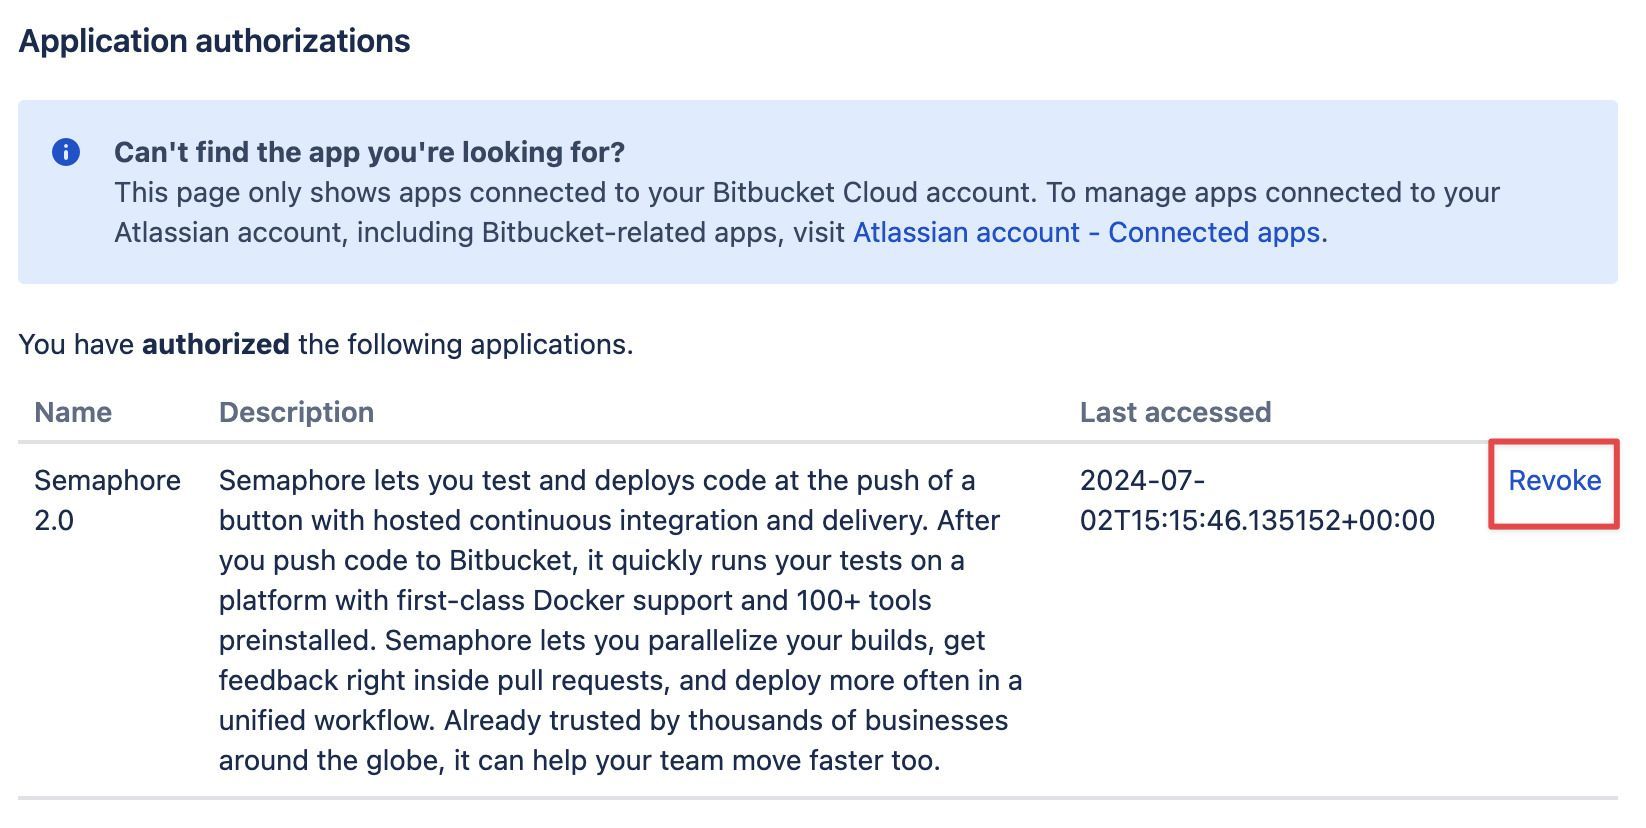 Application authorizations
Can't find the app you're looking for?
This page only shows apps connected to your Bitbucket Cloud account. To manage apps connected to your
Atlassian account, including Bitbucket-related apps, visit Atlassian account - Connected apps.
You have authorized the following applications.
Name Description Last accessed
Semaphore 2.0
Semaphore lets you test and deploys code at the push of a
button with hosted continuous integration and delivery. After
you push code to Bitbucket, it quickly runs your tests on a
platform with first-class Docker support and 100+ tools
preinstalled. Semaphore lets you parallelize your builds, get
feedback right inside pull requests, and deploy more often in a
unified workflow. Already trusted by thousands of businesses
around the globe, it can help your team move faster too.
2024-07-
02T15:15:46.135152+00:00
Revoke